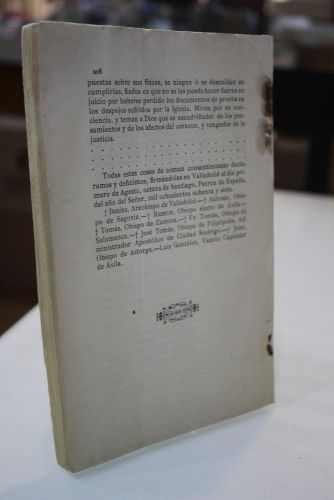 208
puestas sobre sus fincas, se niegan ó se descuidan en
cumplirlas, fiados en que no se les puede hacer fuerza en
juicio por haberse perdido los documentos de prueba en
los despojos sufridos por la Iglesia. Miren por su con-
ciencia, y teman á Dios que es escudriñador de los pen-
samientos y de los afectos del corazon, y vengador de la
justicia.
Todas estas cosas de comun consentimiento decla-
ramos y definimos, firmándolas en Valladolid el dia pri-
mero de Agosto, octava de Santiago, Patron de España,
del año del Señor, mil ochocientos ochenta y siete.
† Benito, Arzobispo de Valladolid.—† Antonio, Obis-
po de Segovia.—† Ramon, Obispo electo de Avila.—
† Tomás, Obispo de Zamora.—† Fr. Tomás, Obispo de
Salamanca.—† José Tomás, Obispo de Filipópolis, Ad-
ministrador Apostólico de Ciudad Rodrigo.—† Juan,
Obispo de Astorga.—Luis Gonzalez, Vicario Capitular
de Avila.